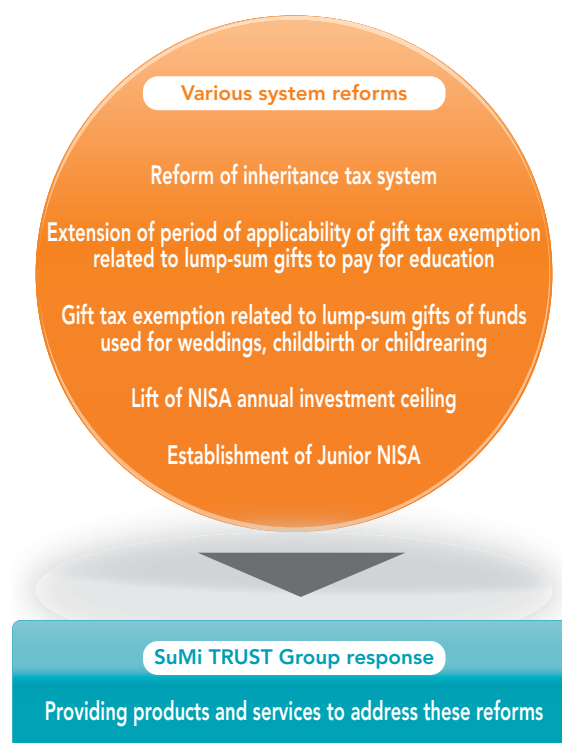 Various system reforms
Reform of inheritance tax system
Extension of period of applicability of gift tax exemption
related to lump-sum gifts to pay for education
Gift tax exemption related to lump-sum gifts of funds
used for weddings, childbirth or childrearing
Lift of NISA annual investment ceiling
Establishment of Junior NISA
SuMi TRUST Group response
Providing products and services to address these reforms